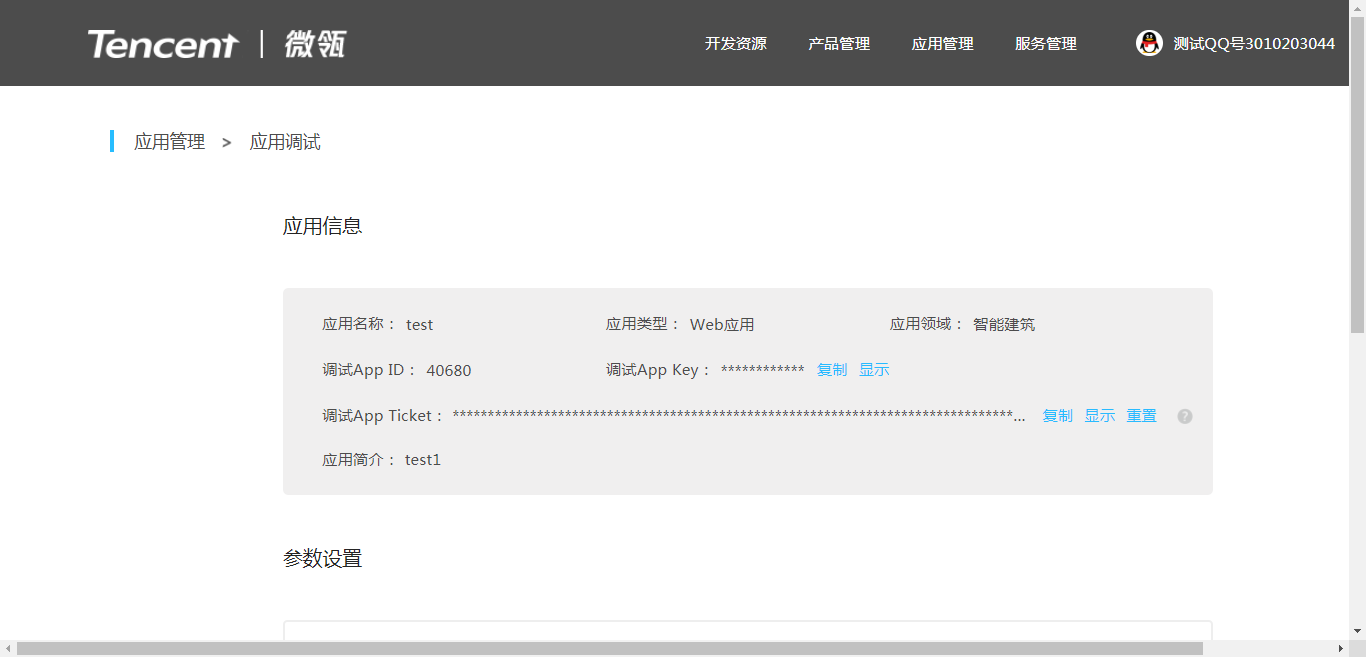 Tencent | 微瓴
开发资源 产品管理 应用管理 服务管理 测试QQ号3010203044
应用管理 > 应用调试
应用信息
应用名称： test 应用类型： Web应用 应用领域： 智能建筑
调试App ID： 40680 调试App Key： ************ 复制 显示
调试App Ticket： ********************************************************************************... 复制 显示 重置 ?
应用简介： test1
参数设置